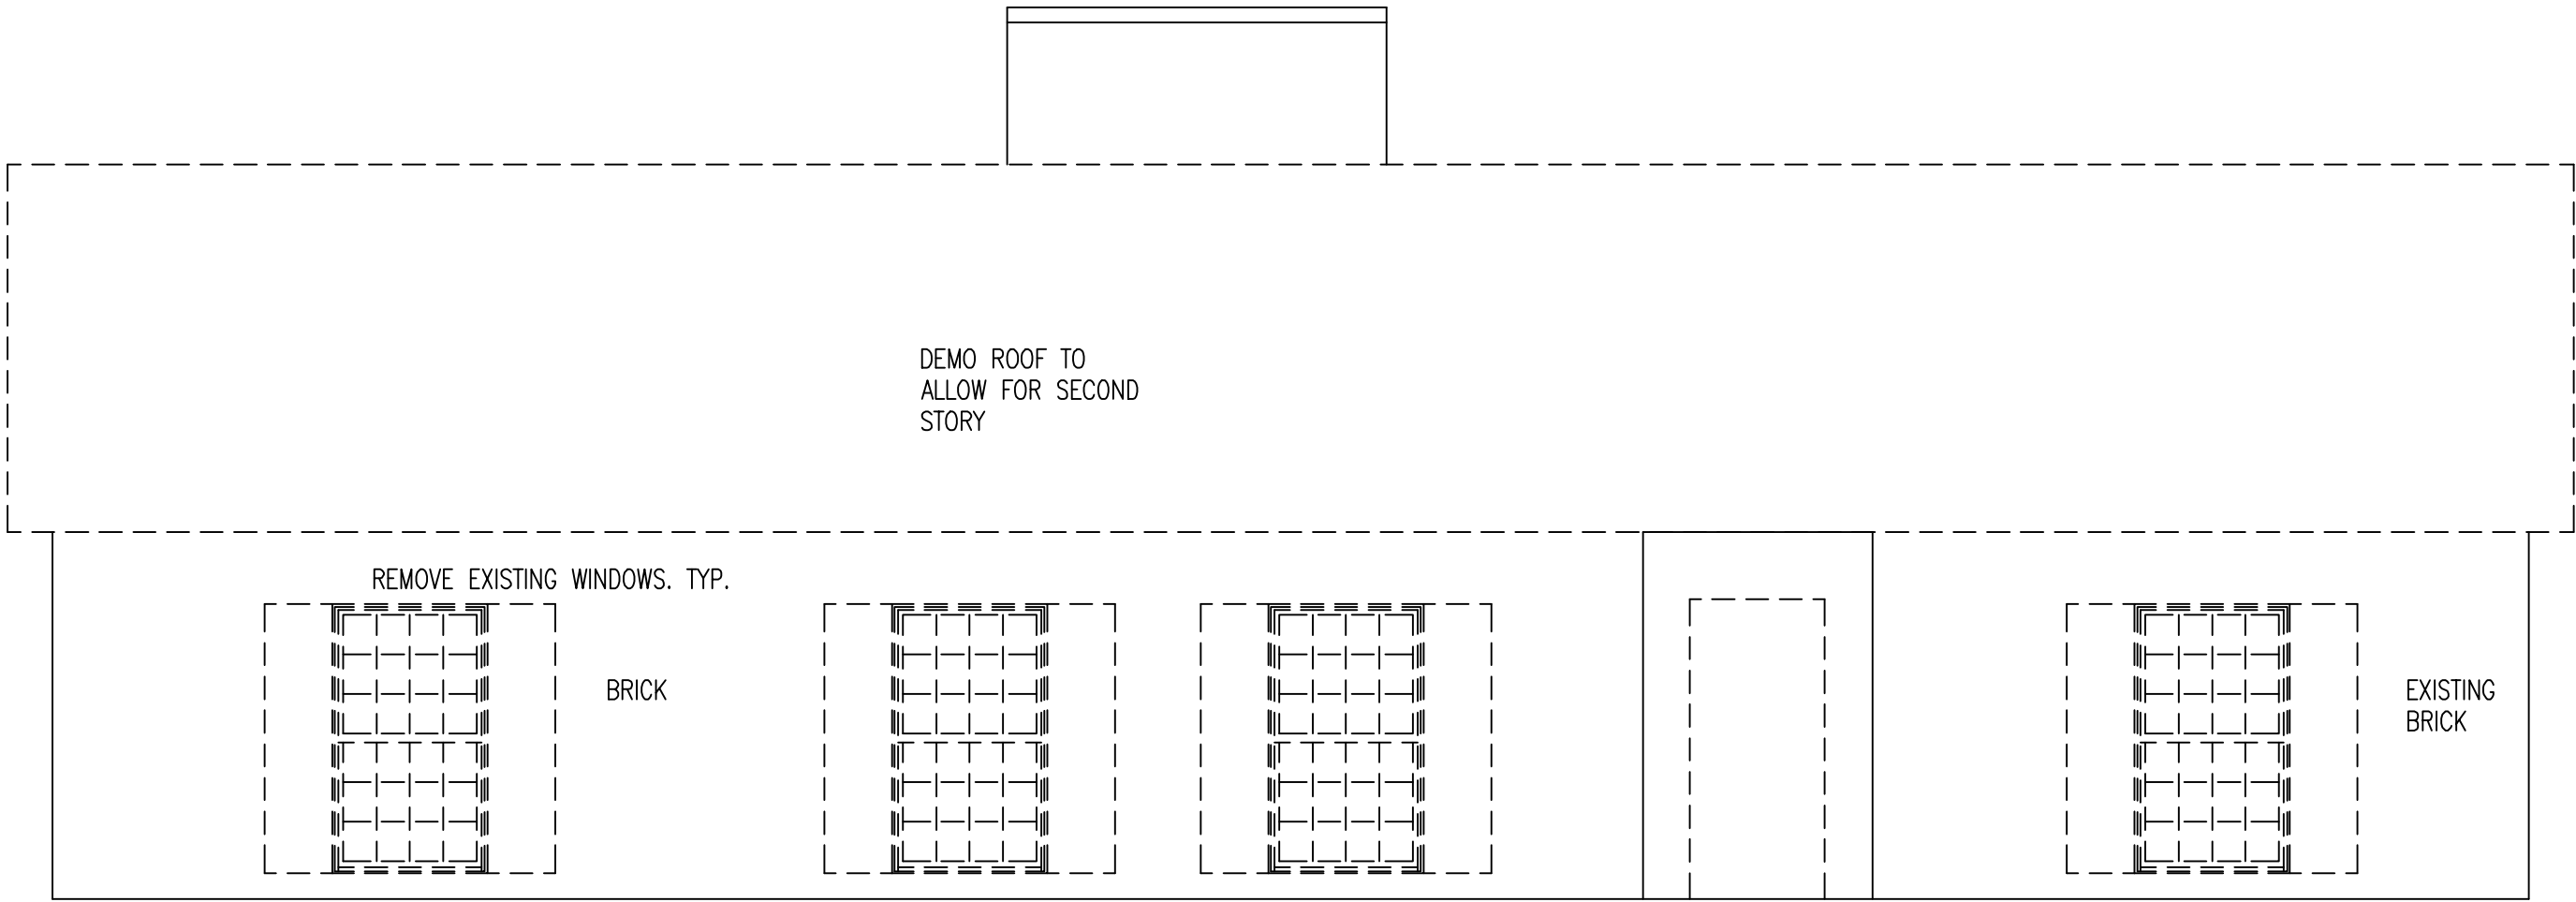 DEMO ROOF TO
ALLOW FOR SECOND
STORY
REMOVE EXISTING WINDOWS. TYP.
BRICK
EXISTING
BRICK